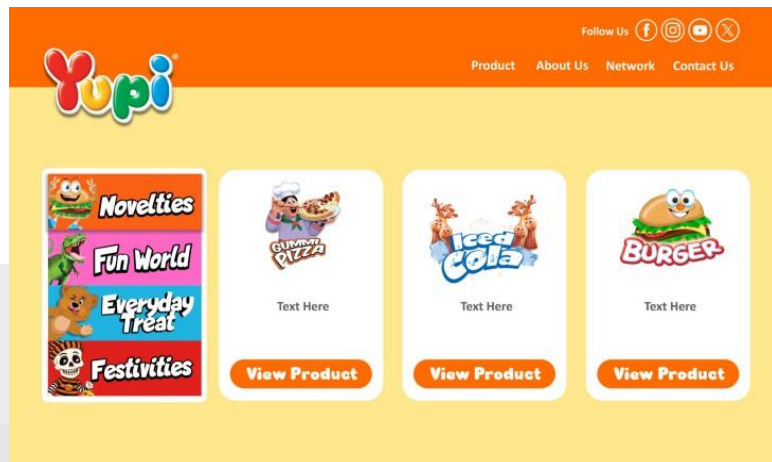 Follow Us
Yupi®
Product About Us Network Contact Us
Novelties
Fun World
Everyday
Treat
Festivities
GUMMI
PIZZA
Text Here
View Product
Iced
Cola
Text Here
View Product
BURGER
Text Here
View Product